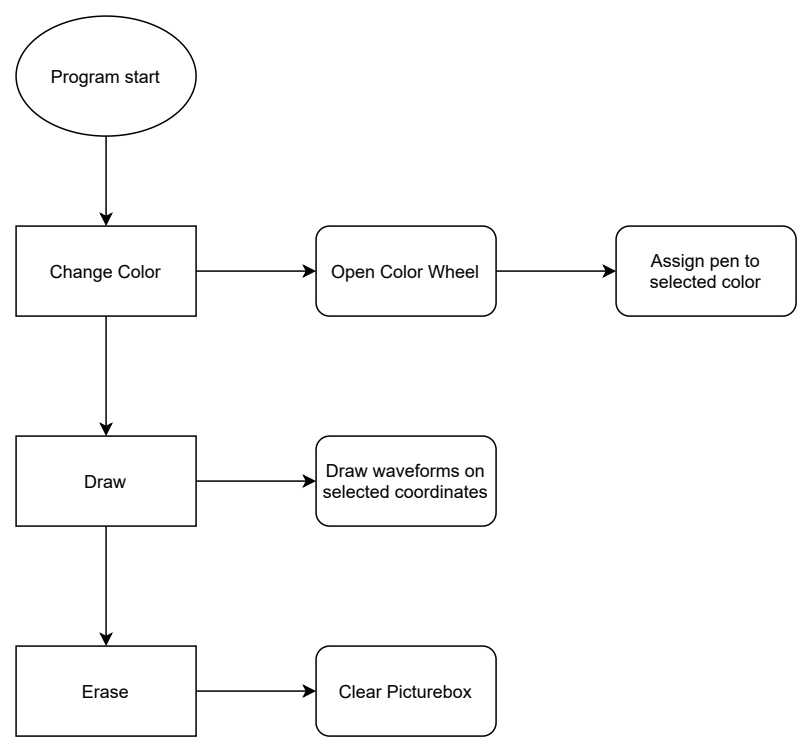 Program start
Change Color
Open Color Wheel
Assign pen to
selected color
Draw
Draw waveforms on
selected coordinates
Erase
Clear Picturebox